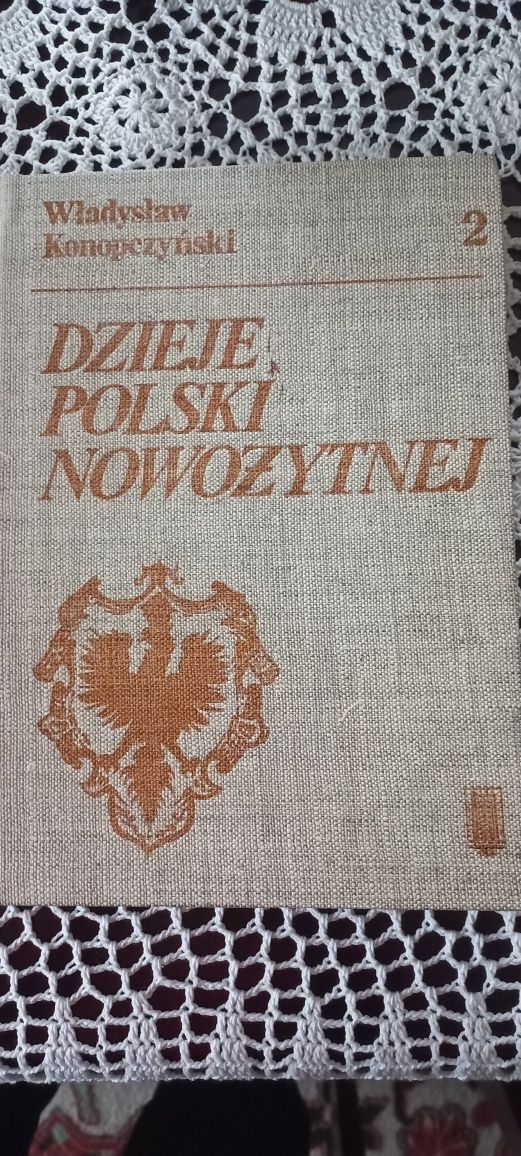 Władysław
Konopczyński
2
DZIEJE
POLSKI
NOWOŻYTNEJ